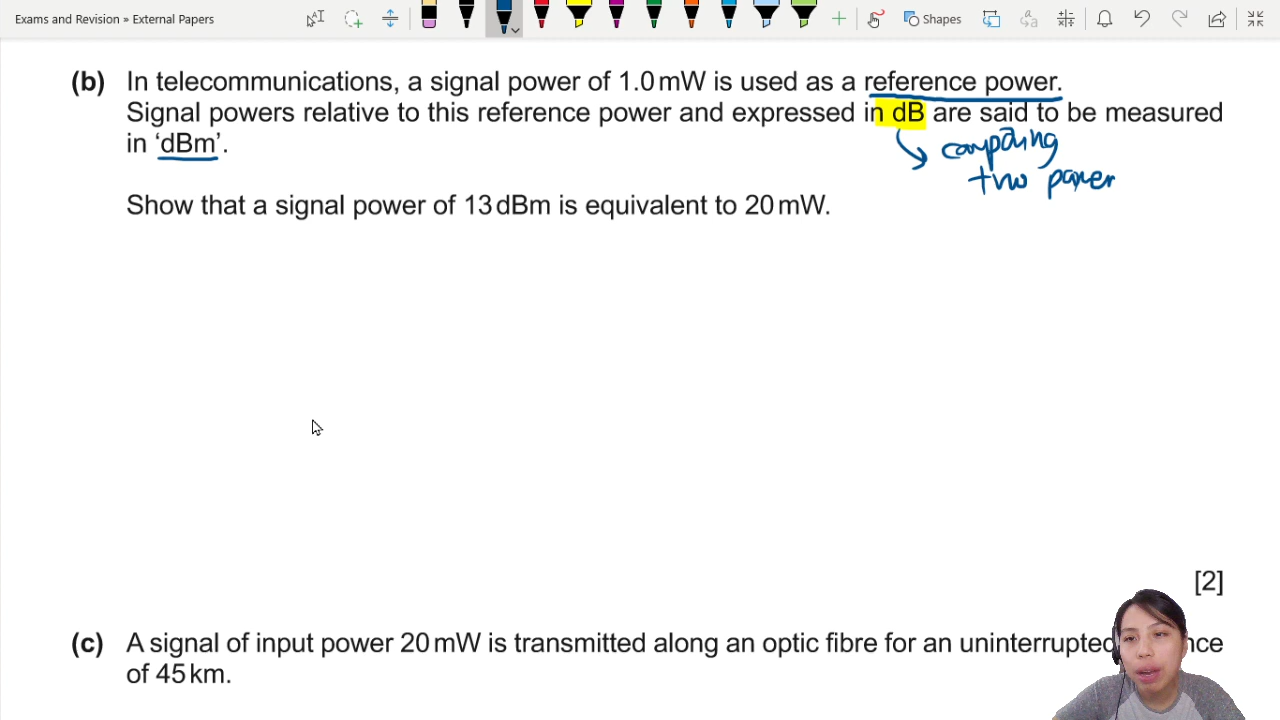 Exams and Revision » External Papers
Shapes
(b) In telecommunications, a signal power of 1.0 mW is used as a reference power.
Signal powers relative to this reference power and expressed in dB are said to be measured
in ‘dBm’.
comparing
two power
Show that a signal power of 13 dBm is equivalent to 20 mW.
[2]
(c) A signal of input power 20 mW is transmitted along an optic fibre for an uninterrupted nce
of 45 km.